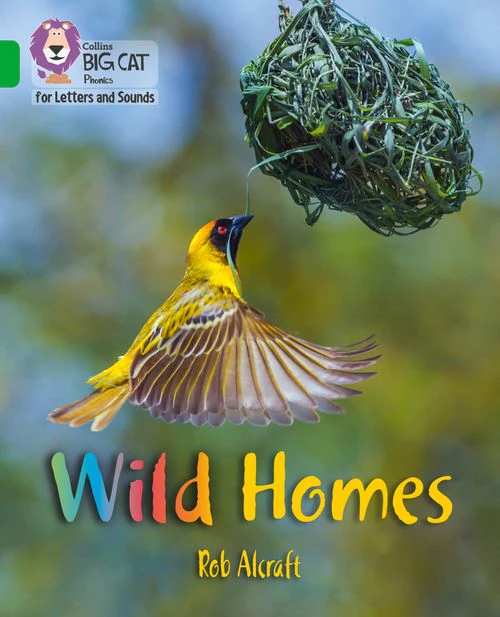 Collins
BIG CAT
Phonics
for Letters and Sounds
Wild Homes
Rob Alcraft